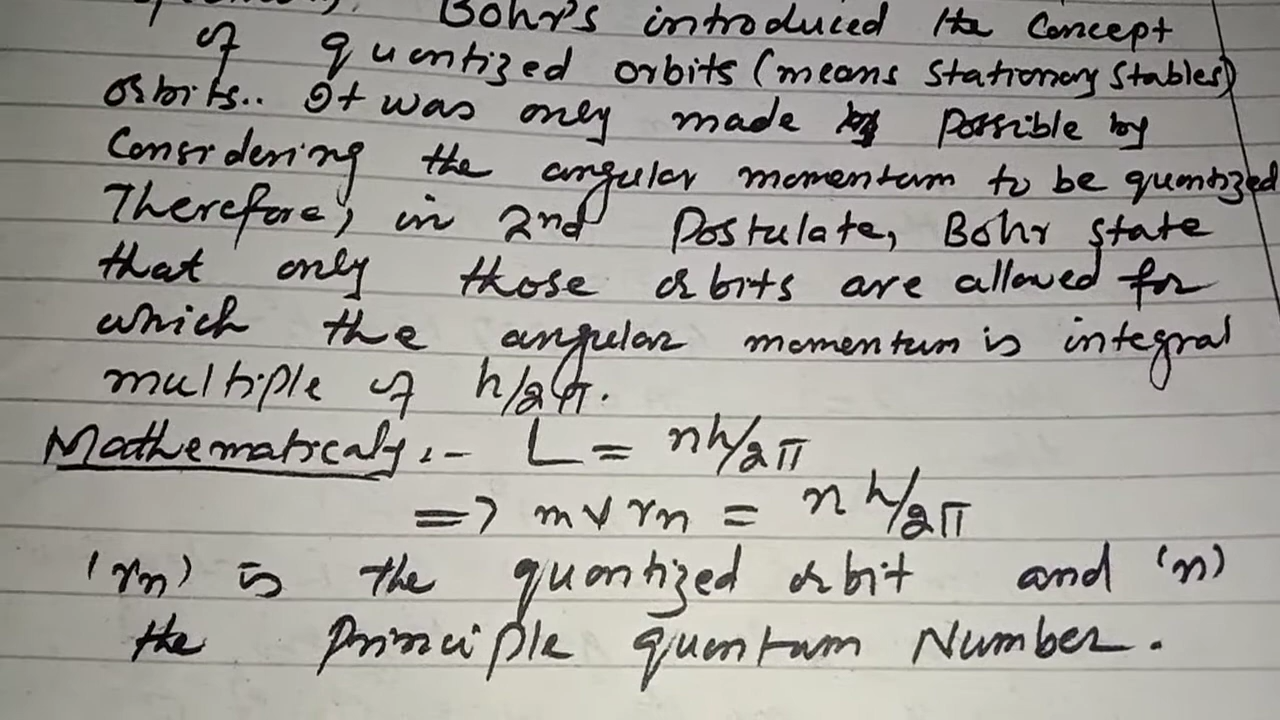 Bohr's introduced the Concept
of quantized orbits (means Stationary Stables)
orbits.. It was only made by possible by
Considering the angular momentum to be quantized
Therefore, in 2nd Postulate, Bohr state
that only those orbits are allowed for
which the angular momentum is integral
multiple of h/2π.
Mathematicaly:- L = nh/2π
=> mvrn = n h/2π
'rn' is the quantized orbit and 'n'
the Principle quantum Number.